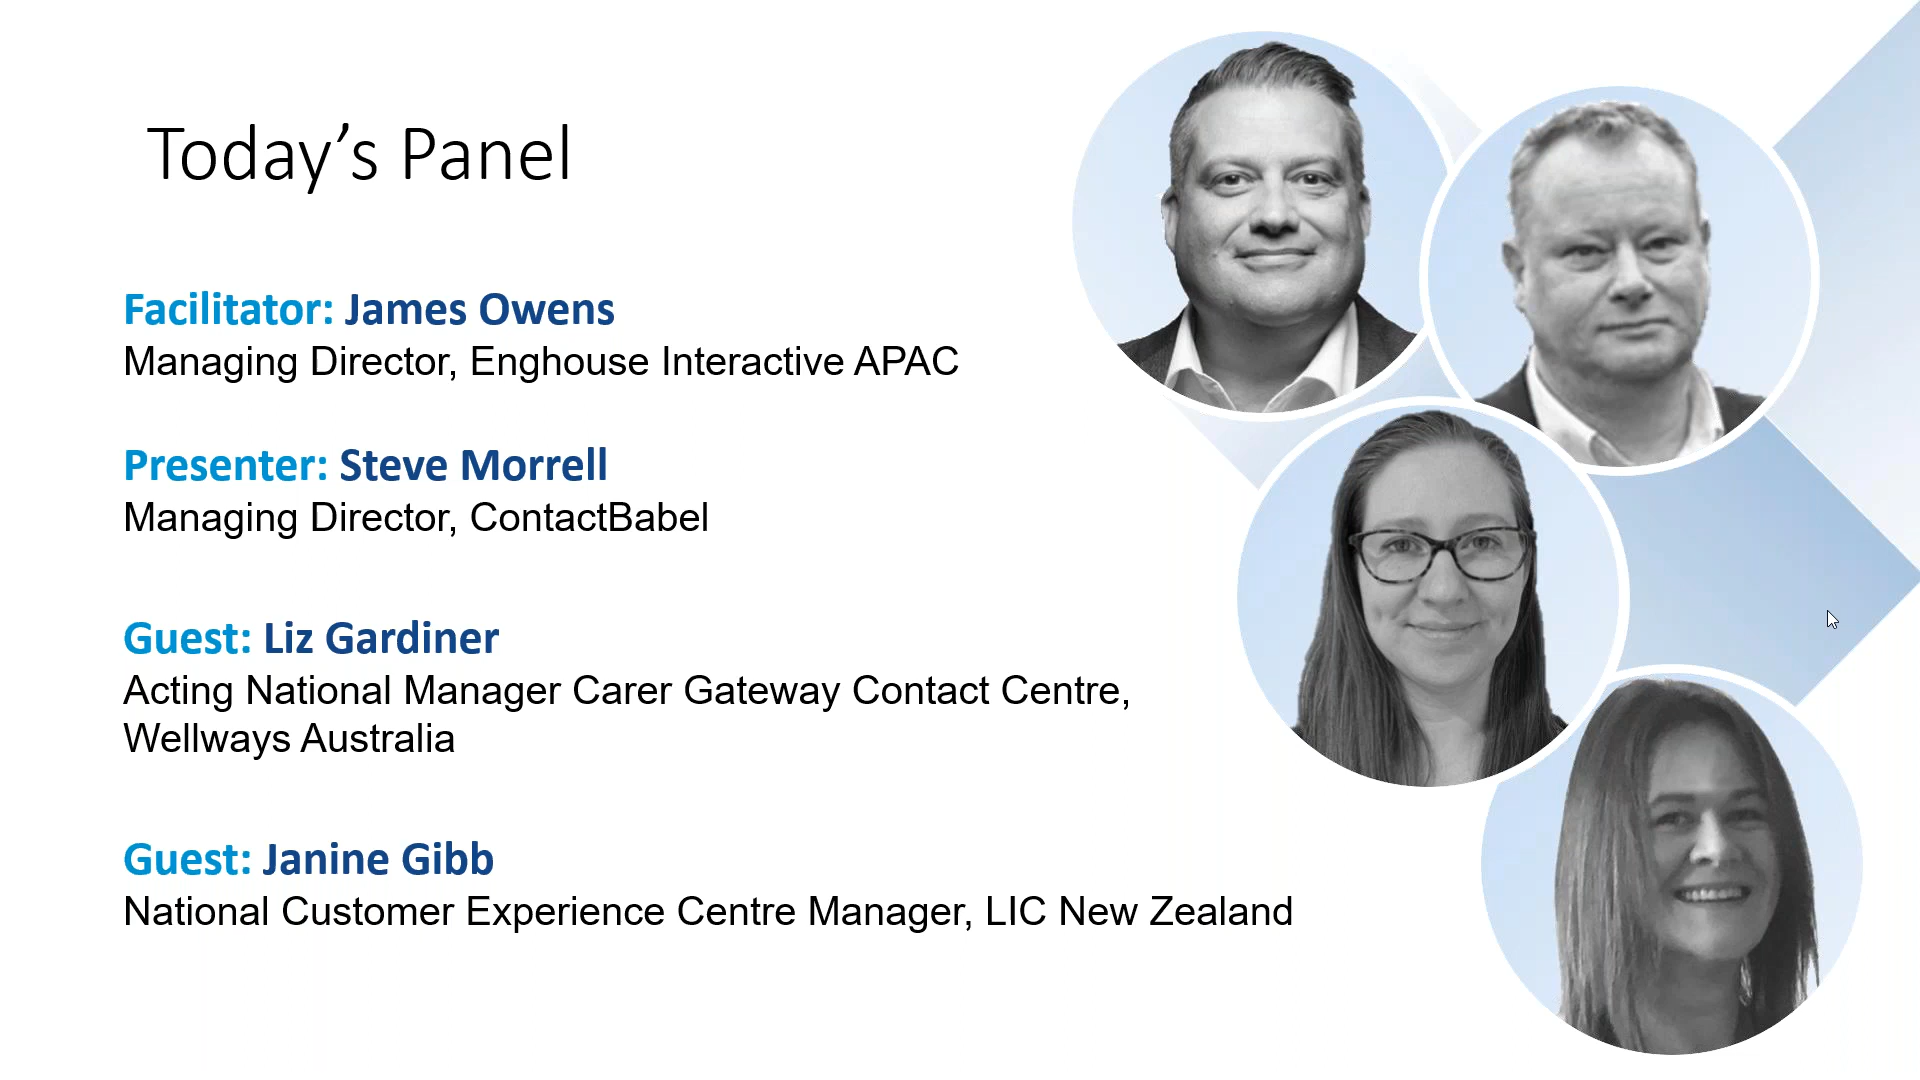 Today’s Panel
Facilitator: James Owens
Managing Director, Enghouse Interactive APAC
Presenter: Steve Morrell
Managing Director, ContactBabel
Guest: Liz Gardiner
Acting National Manager Carer Gateway Contact Centre,
Wellways Australia
Guest: Janine Gibb
National Customer Experience Centre Manager, LIC New Zealand